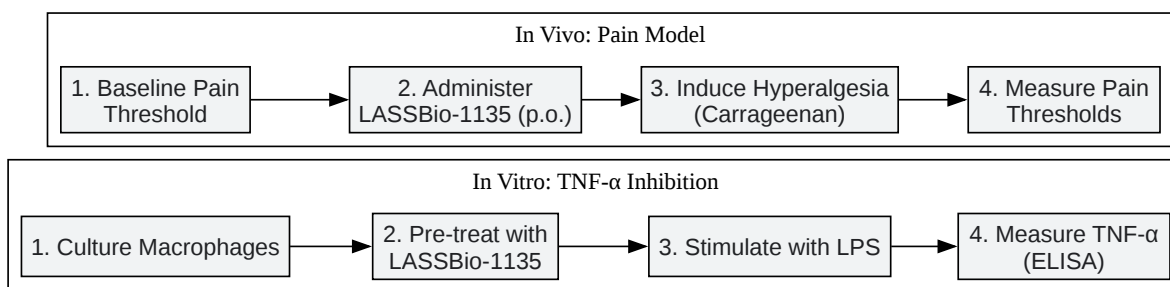 In Vivo: Pain Model
1. Baseline Pain
Threshold
2. Administer
LASSBio-1135 (p.o.)
3. Induce Hyperalgesia
(Carrageenan)
4. Measure Pain
Thresholds
In Vitro: TNF-α Inhibition
1. Culture Macrophages
2. Pre-treat with
LASSBio-1135
3. Stimulate with LPS
4. Measure TNF-α
(ELISA)